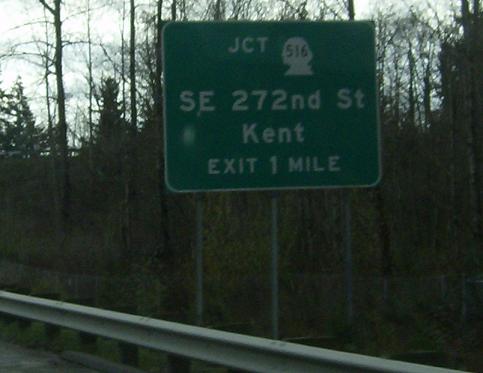 JCT 516
SE 272nd St
Kent
EXIT 1 MILE